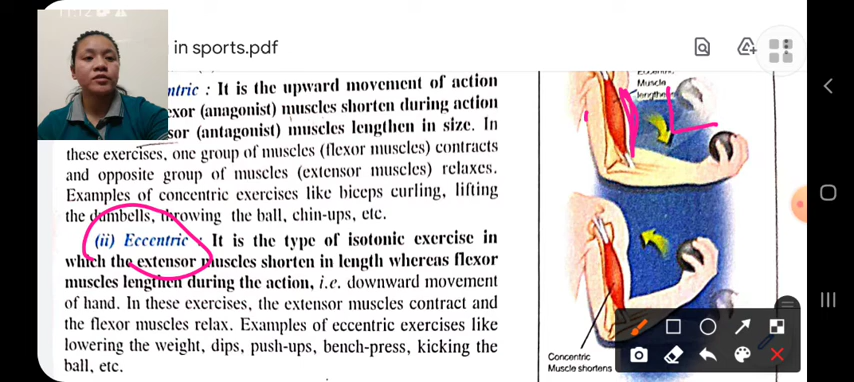 11:12
in sports.pdf
ntric : It is the upward movement of action
exor (anagonist) muscles shorten during action
sor (antagonist) muscles lengthen in size. In
these exercises, one group of muscles (flexor muscles) contracts
and opposite group of muscles (extensor muscles) relaxes.
Examples of concentric exercises like biceps curling, lifting
the dumbells, throwing the ball, chin-ups, etc.
(ii) Eccentric : It is the type of isotonic exercise in
which the extensor muscles shorten in length whereas flexor
muscles lengthen during the action, i.e. downward movement
of hand. In these exercises, the extensor muscles contract and
the flexor muscles relax. Examples of eccentric exercises like
lowering the weight, dips, push-ups, bench-press, kicking the
ball, etc.
Muscle
Concentric
Muscle shortens